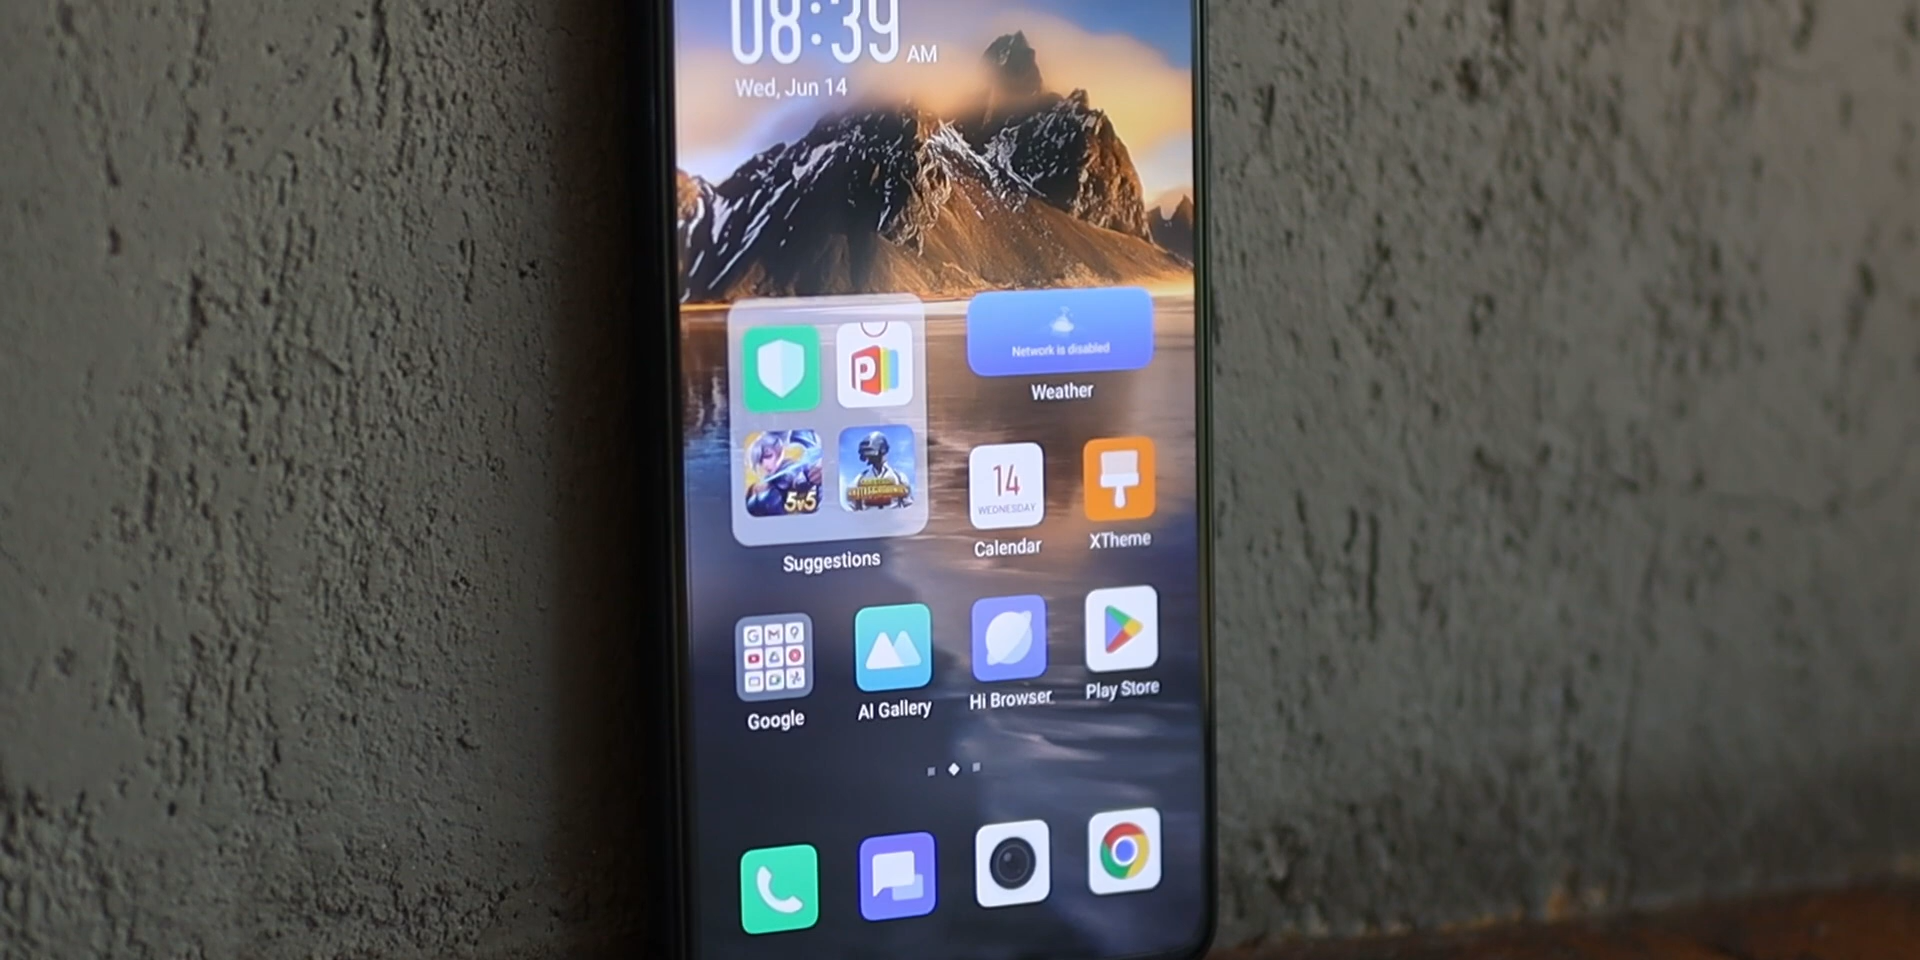 08:39 AM
Wed, Jun 14
Network is disabled
Weather
P
5v5
14
WEDNESDAY
Suggestions
Calendar
XTheme
G M
Google
AI Gallery
Hi Browser
Play Store